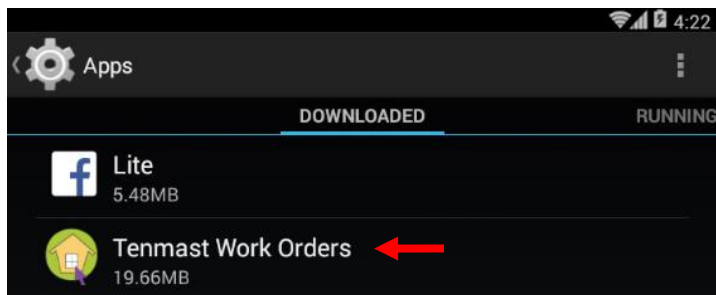 4:22
Apps
DOWNLOADED RUNNING
Lite
5.48MB
Tenmast Work Orders
19.66MB